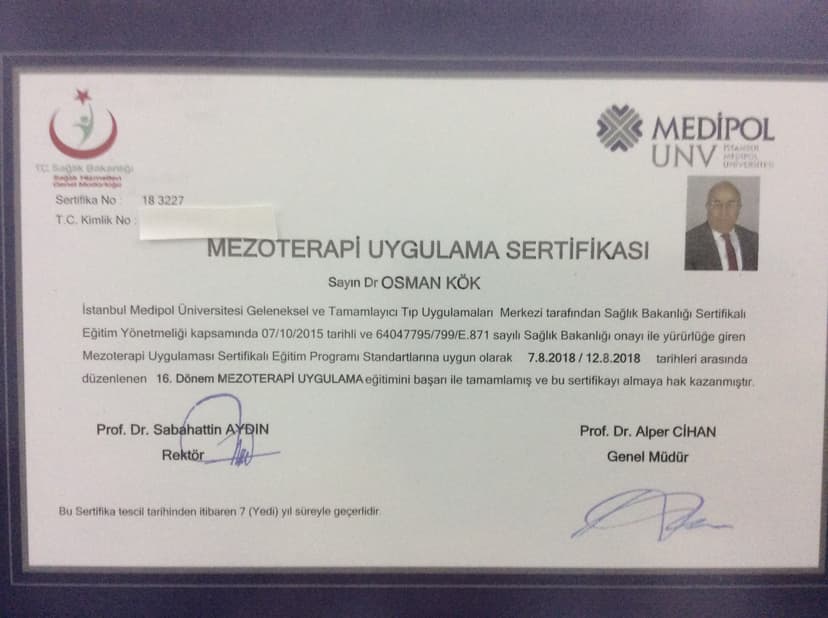 MEDİPOL
UNV İSTANBUL MEDİPOL ÜNİVERSİTESİ
T.C. Sağlık Bakanlığı
Sağlık Hizmetleri
Genel Müdürlüğü
Sertifika No : 18 3227
T.C. Kimlik No :
MEZOTERAPİ UYGULAMA SERTİFİKASI
Sayın Dr OSMAN KÖK
İstanbul Medipol Üniversitesi Geleneksel ve Tamamlayıcı Tıp Uygulamaları Merkezi tarafından Sağlık Bakanlığı Sertifikalı
Eğitim Yönetmeliği kapsamında 07/10/2015 tarihli ve 64047795/799/E.871 sayılı Sağlık Bakanlığı onayı ile yürürlüğe giren
Mezoterapi Uygulaması Sertifikalı Eğitim Programı Standartlarına uygun olarak 7.8.2018 / 12.8.2018 tarihleri arasında
düzenlenen 16. Dönem MEZOTERAPİ UYGULAMA eğitimini başarı ile tamamlamış ve bu sertifikayı almaya hak kazanmıştır.
Prof. Dr. Sabahattin AYDIN
Rektör
Prof. Dr. Alper CİHAN
Genel Müdür
Bu Sertifika tescil tarihinden itibaren 7 (Yedi) yıl süreyle geçerlidir.